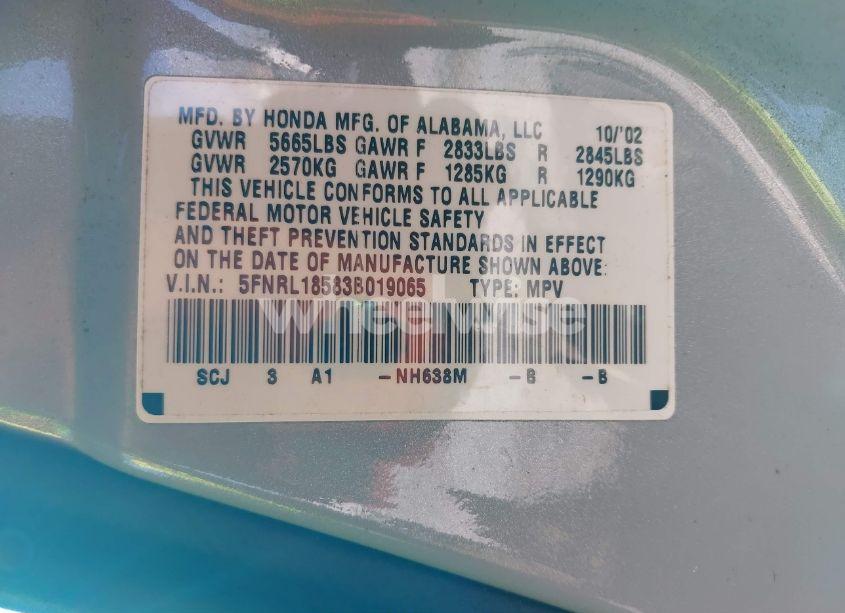 MFD. BY HONDA MFG. OF ALABAMA, LLC 10/'02
GVWR 5665LBS GAWR F 2833LBS R 2845LBS
GVWR 2570KG GAWR F 1285KG R 1290KG
THIS VEHICLE CONFORMS TO ALL APPLICABLE
FEDERAL MOTOR VEHICLE SAFETY
AND THEFT PREVENTION STANDARDS IN EFFECT
ON THE DATE OF MANUFACTURE SHOWN ABOVE:
V.I.N.: 5FNRL18583B019065 TYPE: MPV
wheelwise
SCJ 3 A1 -NH638M -B -B